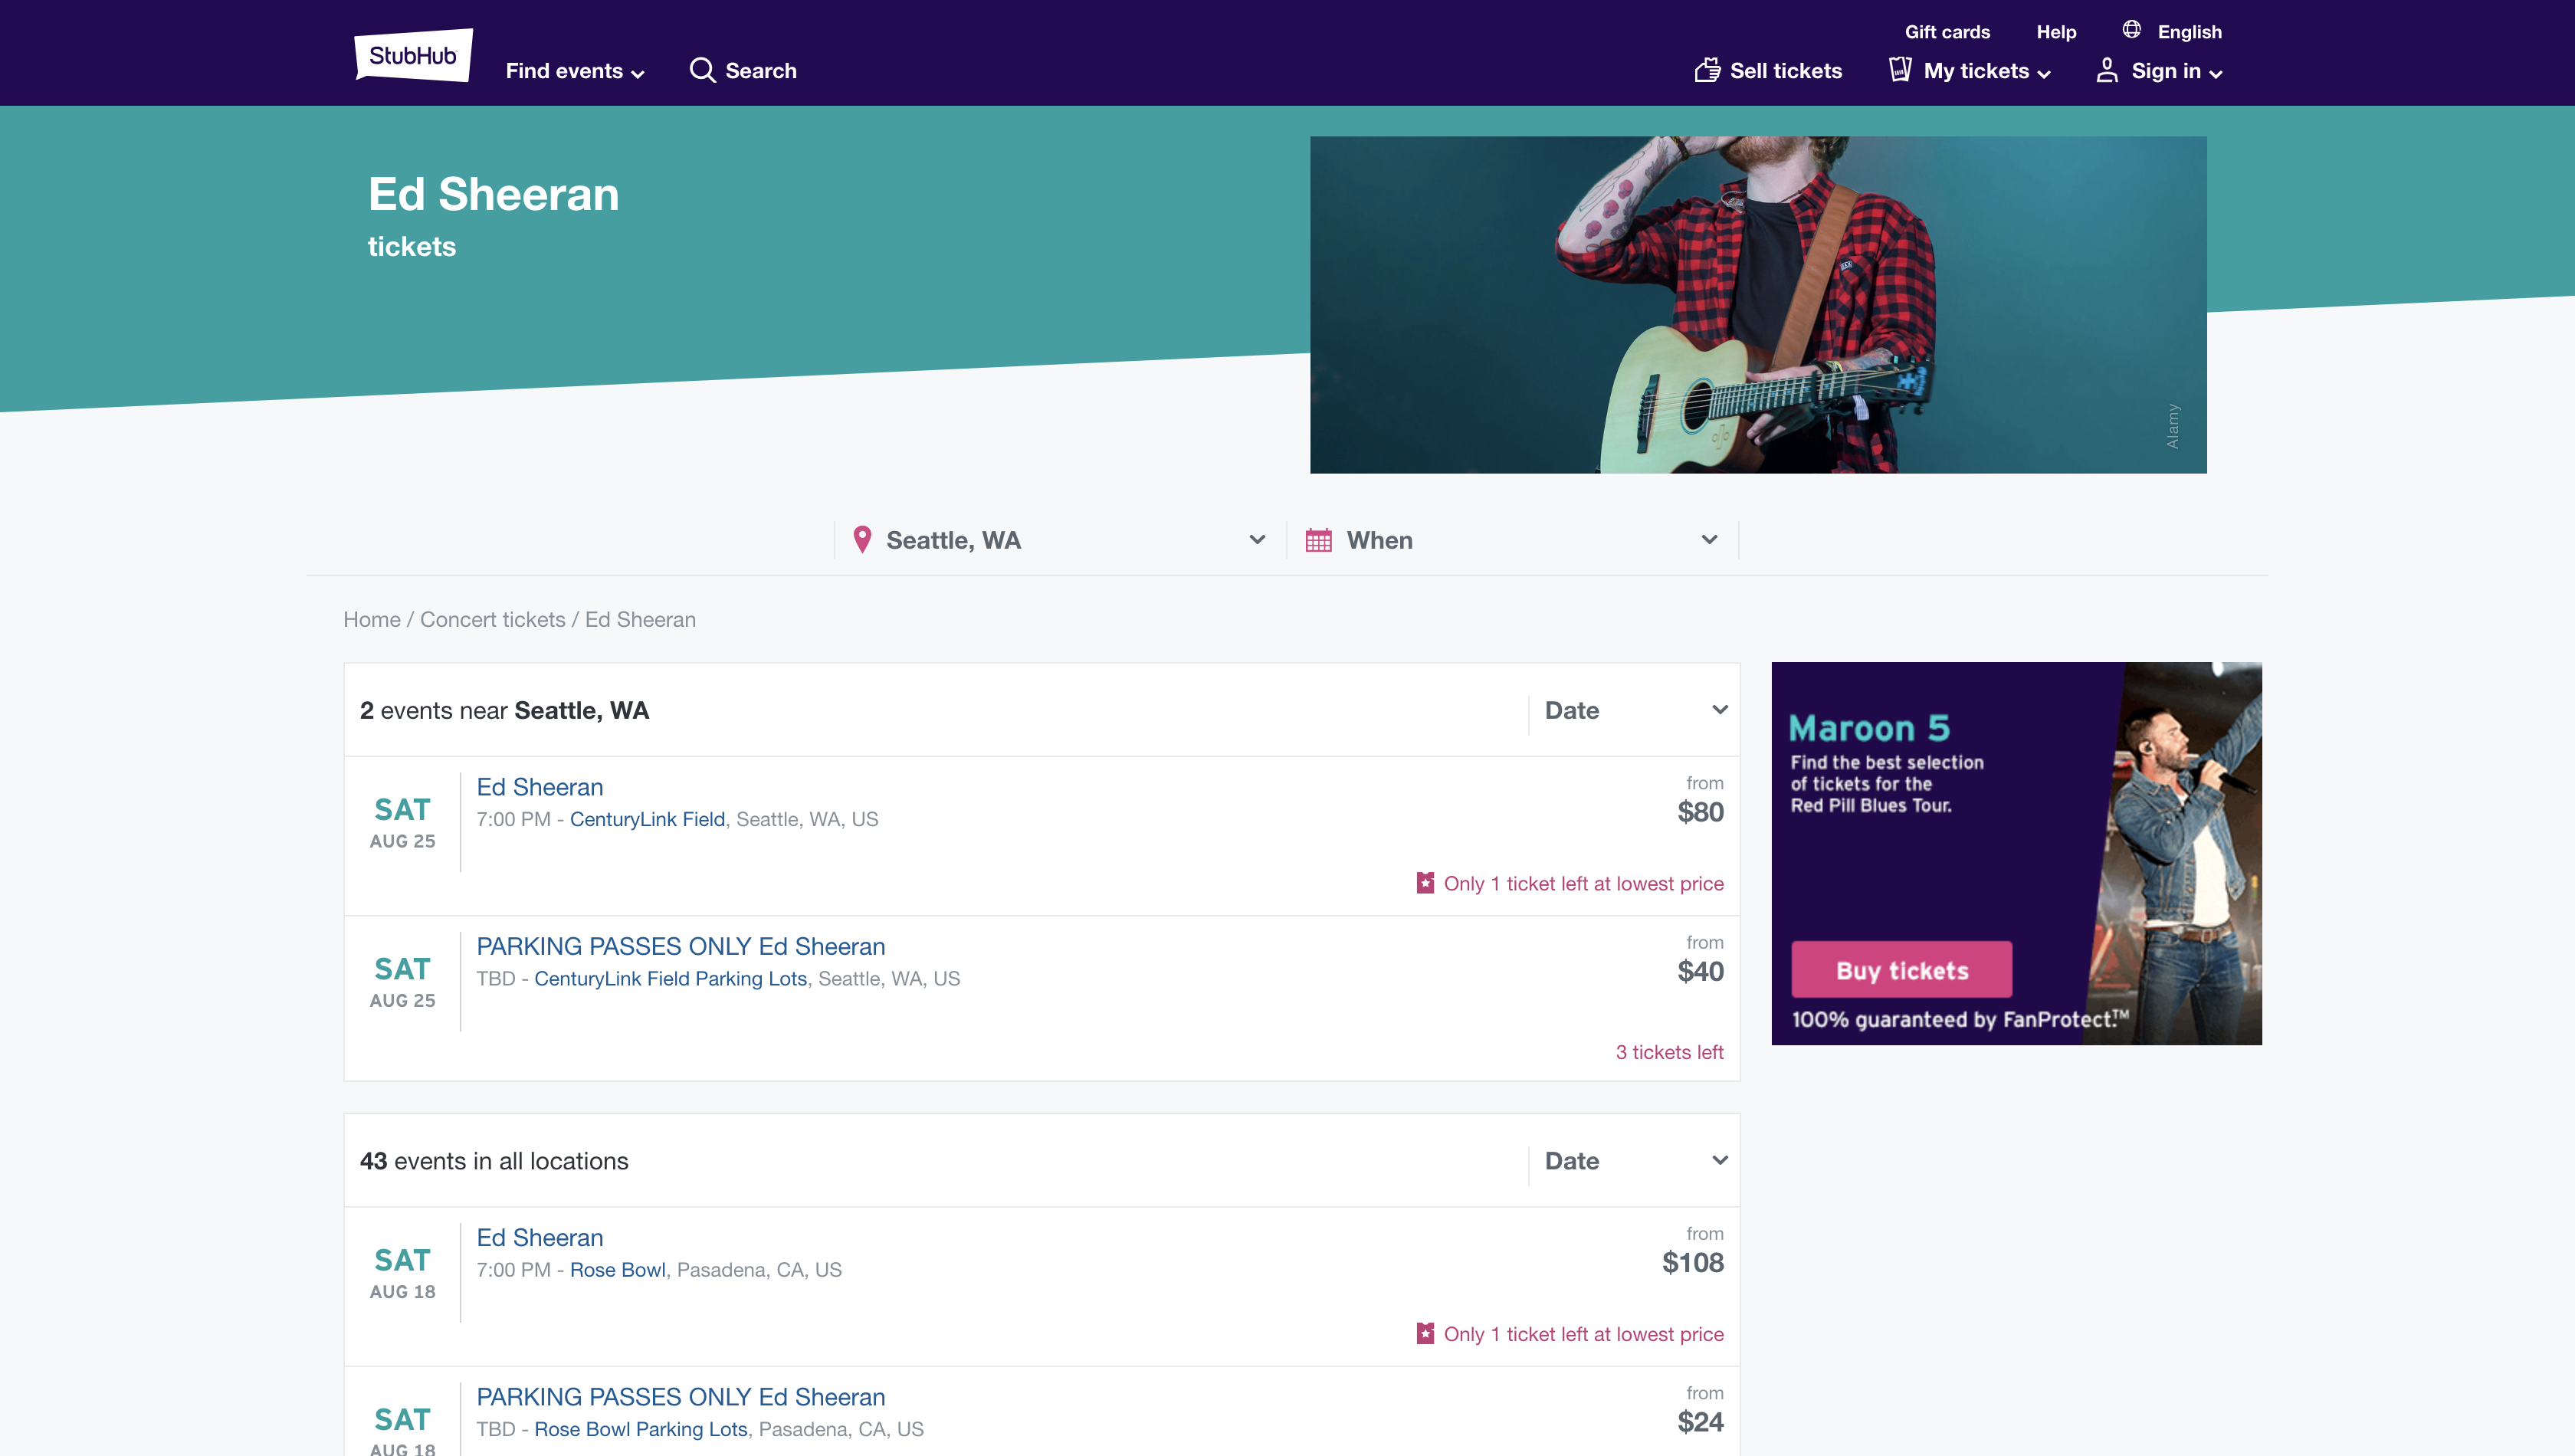 Gift cards Help English
StubHub Find events Search Sell tickets My tickets Sign in
Ed Sheeran
tickets
Alamy
Seattle, WA When
Home / Concert tickets / Ed Sheeran
2 events near Seattle, WA Date
SAT
AUG 25
Ed Sheeran
7:00 PM - CenturyLink Field, Seattle, WA, US
from
$80
Only 1 ticket left at lowest price
SAT
AUG 25
PARKING PASSES ONLY Ed Sheeran
TBD - CenturyLink Field Parking Lots, Seattle, WA, US
from
$40
3 tickets left
Maroon 5
Find the best selection
of tickets for the
Red Pill Blues Tour.
Buy tickets
100% guaranteed by FanProtect.™
43 events in all locations Date
SAT
AUG 18
Ed Sheeran
7:00 PM - Rose Bowl, Pasadena, CA, US
from
$108
Only 1 ticket left at lowest price
SAT
AUG 18
PARKING PASSES ONLY Ed Sheeran
TBD - Rose Bowl Parking Lots, Pasadena, CA, US
from
$24